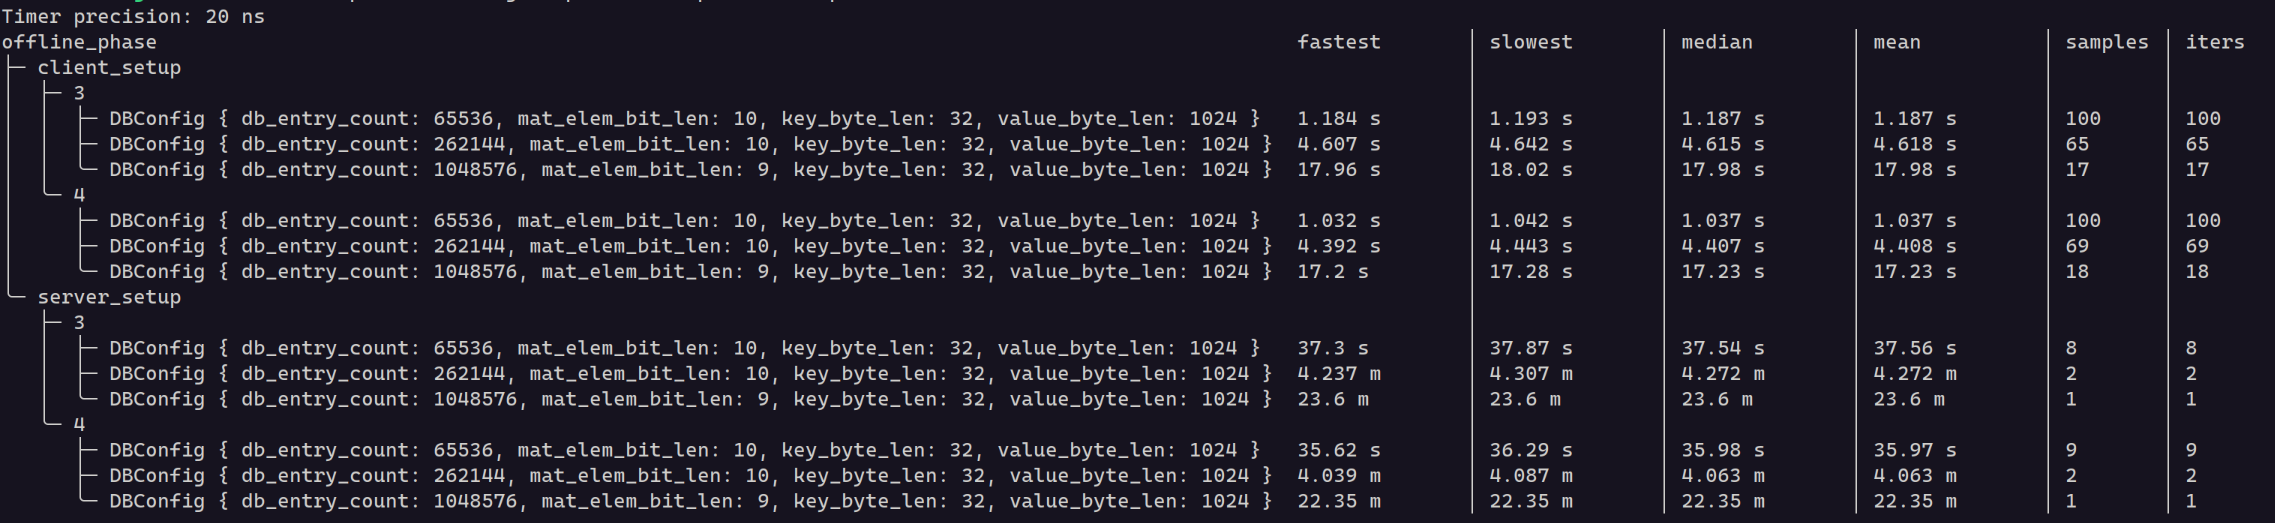 Timer precision: 20 ns
offline_phase                                                                                                 fastest       │ slowest       │ median        │ mean          │ samples │ iters
├─ client_setup                                                                                                             │               │               │               │         │
│  ├─ 3                                                                                                                     │               │               │               │         │
│  │  ├─ DBConfig { db_entry_count: 65536, mat_elem_bit_len: 10, key_byte_len: 32, value_byte_len: 1024 }   1.184 s       │ 1.193 s       │ 1.187 s       │ 1.187 s       │ 100     │ 100
│  │  ├─ DBConfig { db_entry_count: 262144, mat_elem_bit_len: 10, key_byte_len: 32, value_byte_len: 1024 }  4.607 s       │ 4.642 s       │ 4.615 s       │ 4.618 s       │ 65      │ 65
│  │  ╰─ DBConfig { db_entry_count: 1048576, mat_elem_bit_len: 9, key_byte_len: 32, value_byte_len: 1024 }  17.96 s       │ 18.02 s       │ 17.98 s       │ 17.98 s       │ 17      │ 17
│  ╰─ 4                                                                                                                     │               │               │               │         │
│     ├─ DBConfig { db_entry_count: 65536, mat_elem_bit_len: 10, key_byte_len: 32, value_byte_len: 1024 }   1.032 s       │ 1.042 s       │ 1.037 s       │ 1.037 s       │ 100     │ 100
│     ├─ DBConfig { db_entry_count: 262144, mat_elem_bit_len: 10, key_byte_len: 32, value_byte_len: 1024 }  4.392 s       │ 4.443 s       │ 4.407 s       │ 4.408 s       │ 69      │ 69
│     ╰─ DBConfig { db_entry_count: 1048576, mat_elem_bit_len: 9, key_byte_len: 32, value_byte_len: 1024 }  17.2 s        │ 17.28 s       │ 17.23 s       │ 17.23 s       │ 18      │ 18
╰─ server_setup                                                                                                             │               │               │               │         │
   ├─ 3                                                                                                                     │               │               │               │         │
   │  ├─ DBConfig { db_entry_count: 65536, mat_elem_bit_len: 10, key_byte_len: 32, value_byte_len: 1024 }   37.3 s        │ 37.87 s       │ 37.54 s       │ 37.56 s       │ 8       │ 8
   │  ├─ DBConfig { db_entry_count: 262144, mat_elem_bit_len: 10, key_byte_len: 32, value_byte_len: 1024 }  4.237 m       │ 4.307 m       │ 4.272 m       │ 4.272 m       │ 2       │ 2
   │  ╰─ DBConfig { db_entry_count: 1048576, mat_elem_bit_len: 9, key_byte_len: 32, value_byte_len: 1024 }  23.6 m        │ 23.6 m        │ 23.6 m        │ 23.6 m        │ 1       │ 1
   ╰─ 4                                                                                                                     │               │               │               │         │
      ├─ DBConfig { db_entry_count: 65536, mat_elem_bit_len: 10, key_byte_len: 32, value_byte_len: 1024 }   35.62 s       │ 36.29 s       │ 35.98 s       │ 35.97 s       │ 9       │ 9
      ├─ DBConfig { db_entry_count: 262144, mat_elem_bit_len: 10, key_byte_len: 32, value_byte_len: 1024 }  4.039 m       │ 4.087 m       │ 4.063 m       │ 4.063 m       │ 2       │ 2
      ╰─ DBConfig { db_entry_count: 1048576, mat_elem_bit_len: 9, key_byte_len: 32, value_byte_len: 1024 }  22.35 m       │ 22.35 m       │ 22.35 m       │ 22.35 m       │ 1       │ 1